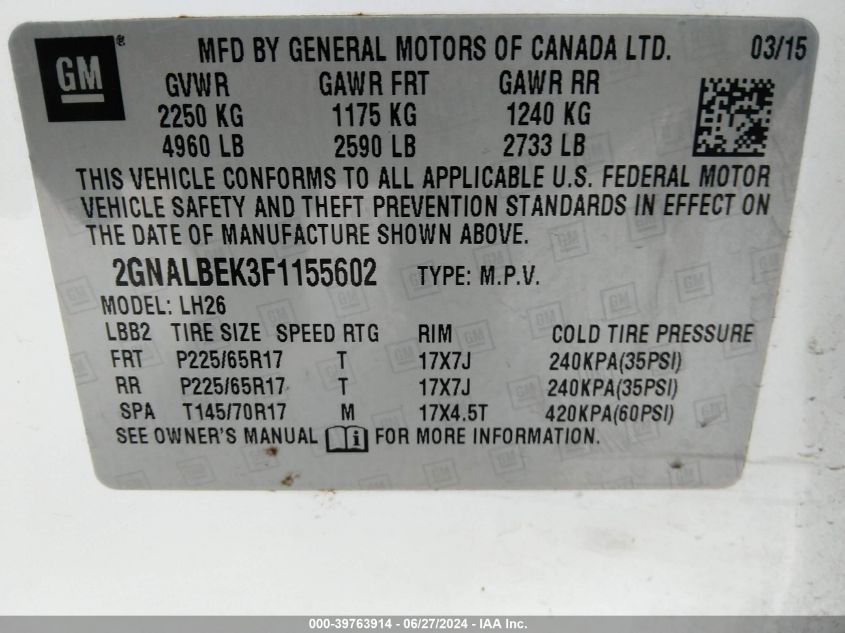 GM ® MFD BY GENERAL MOTORS OF CANADA LTD. 03/15
GVWR GAWR FRT GAWR RR
2250 KG 1175 KG 1240 KG
4960 LB 2590 LB 2733 LB
THIS VEHICLE CONFORMS TO ALL APPLICABLE U.S. FEDERAL MOTOR
VEHICLE SAFETY AND THEFT PREVENTION STANDARDS IN EFFECT ON
THE DATE OF MANUFACTURE SHOWN ABOVE.
2GNALBEK3F1155602 TYPE: M.P.V.
MODEL: LH26
LBB2 TIRE SIZE SPEED RTG RIM COLD TIRE PRESSURE
FRT P225/65R17 T 17X7J 240KPA(35PSI)
RR P225/65R17 T 17X7J 240KPA(35PSI)
SPA T145/70R17 M 17X4.5T 420KPA(60PSI)
SEE OWNER'S MANUAL i FOR MORE INFORMATION.
000-39763914 - 06/27/2024 - IAA Inc.